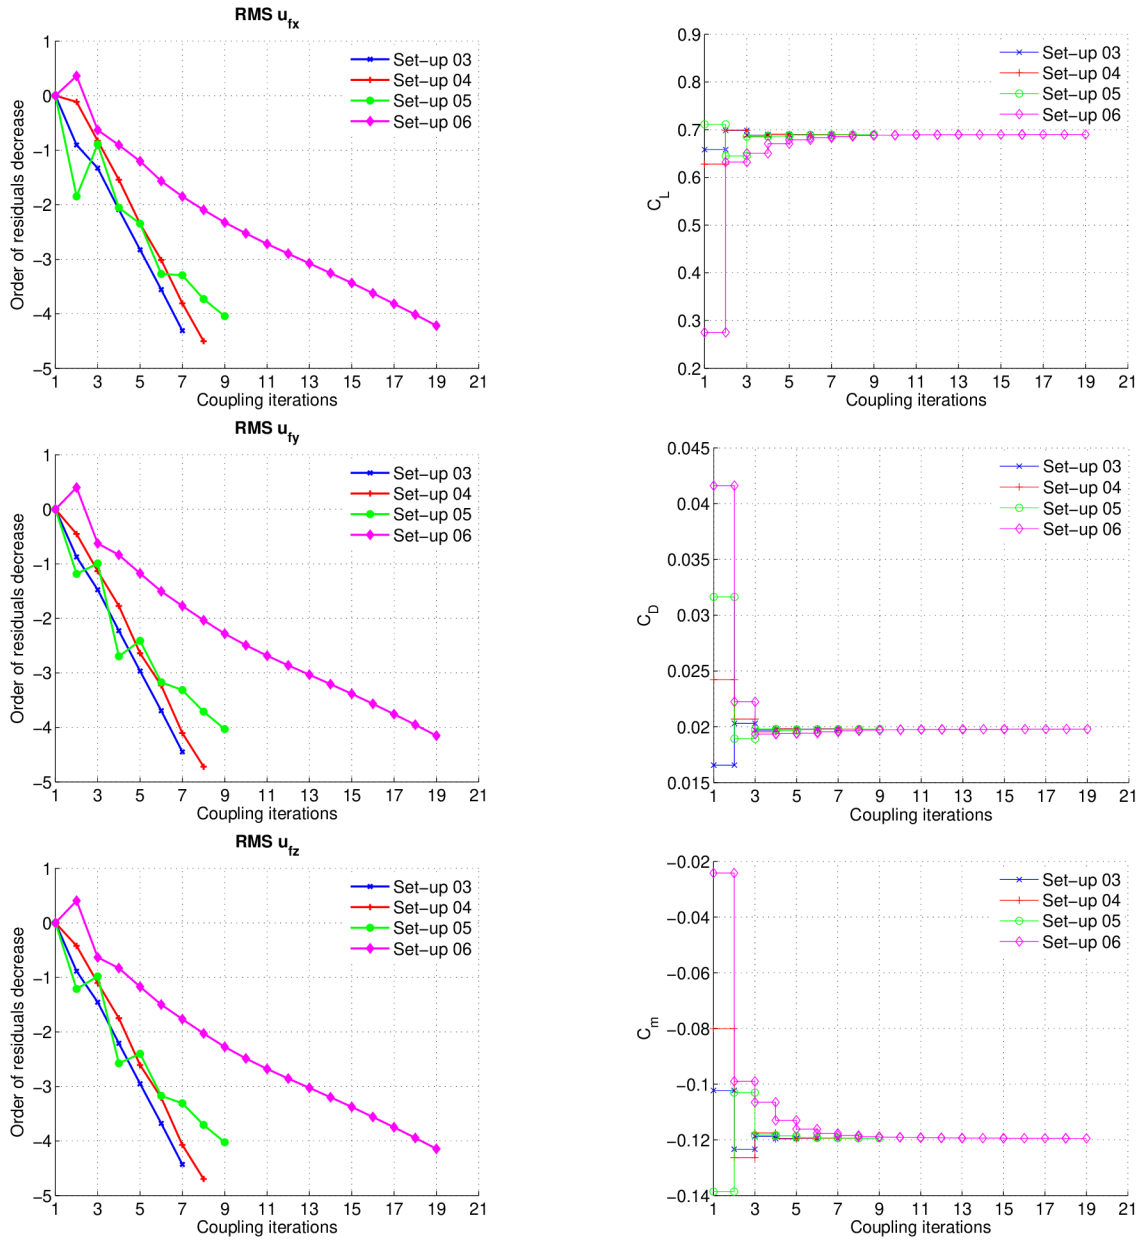 RMS u_fx
1
0
−1
−2
−3
−4
−5
Order of residuals decrease
Set−up 03
Set−up 04
Set−up 05
Set−up 06
1 3 5 7 9 11 13 15 17 19 21
Coupling iterations
0.9
0.8
0.7
0.6
0.5
0.4
0.3
0.2
C_L
Set−up 03
Set−up 04
Set−up 05
Set−up 06
1 3 5 7 9 11 13 15 17 19 21
Coupling iterations
RMS u_fy
1
0
−1
−2
−3
−4
−5
Order of residuals decrease
Set−up 03
Set−up 04
Set−up 05
Set−up 06
1 3 5 7 9 11 13 15 17 19 21
Coupling iterations
0.045
0.04
0.035
0.03
0.025
0.02
0.015
C_D
Set−up 03
Set−up 04
Set−up 05
Set−up 06
1 3 5 7 9 11 13 15 17 19 21
Coupling iterations
RMS u_fz
1
0
−1
−2
−3
−4
−5
Order of residuals decrease
Set−up 03
Set−up 04
Set−up 05
Set−up 06
1 3 5 7 9 11 13 15 17 19 21
Coupling iterations
−0.02
−0.04
−0.06
−0.08
−0.1
−0.12
−0.14
C_m
Set−up 03
Set−up 04
Set−up 05
Set−up 06
1 3 5 7 9 11 13 15 17 19 21
Coupling iterations